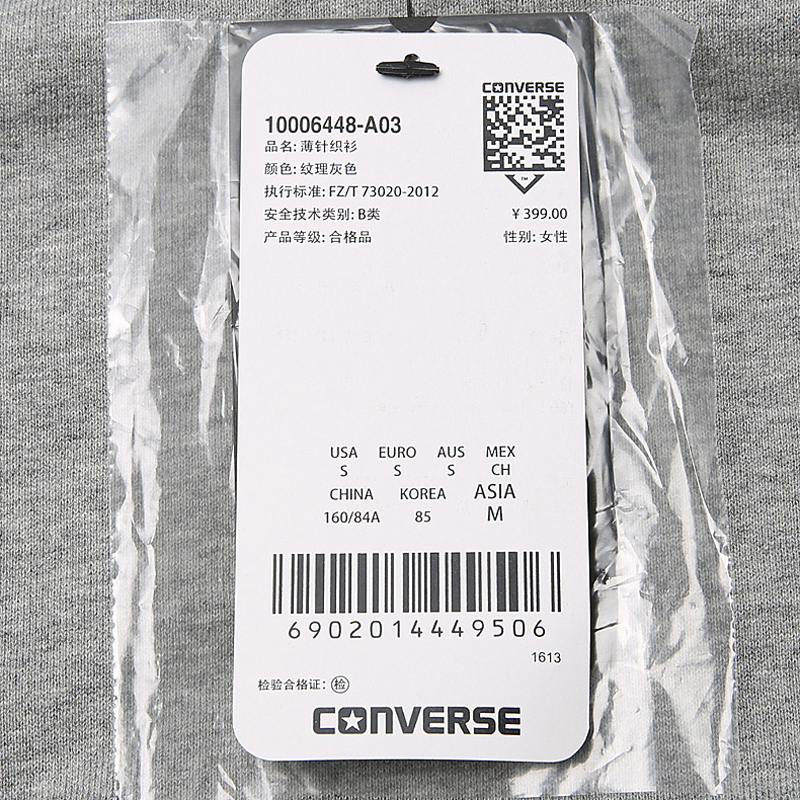 CONVERSE
10006448-A03
品名: 薄针织衫
颜色: 纹理灰色
执行标准: FZ/T 73020-2012
安全技术类别: B类
¥ 399.00
产品等级: 合格品
性别: 女性
TM
USA EURO AUS MEX
S S S CH
CHINA KOREA ASIA
160/84A 85 M
6902014449506
1613
检验合格证: 检
CONVERSE